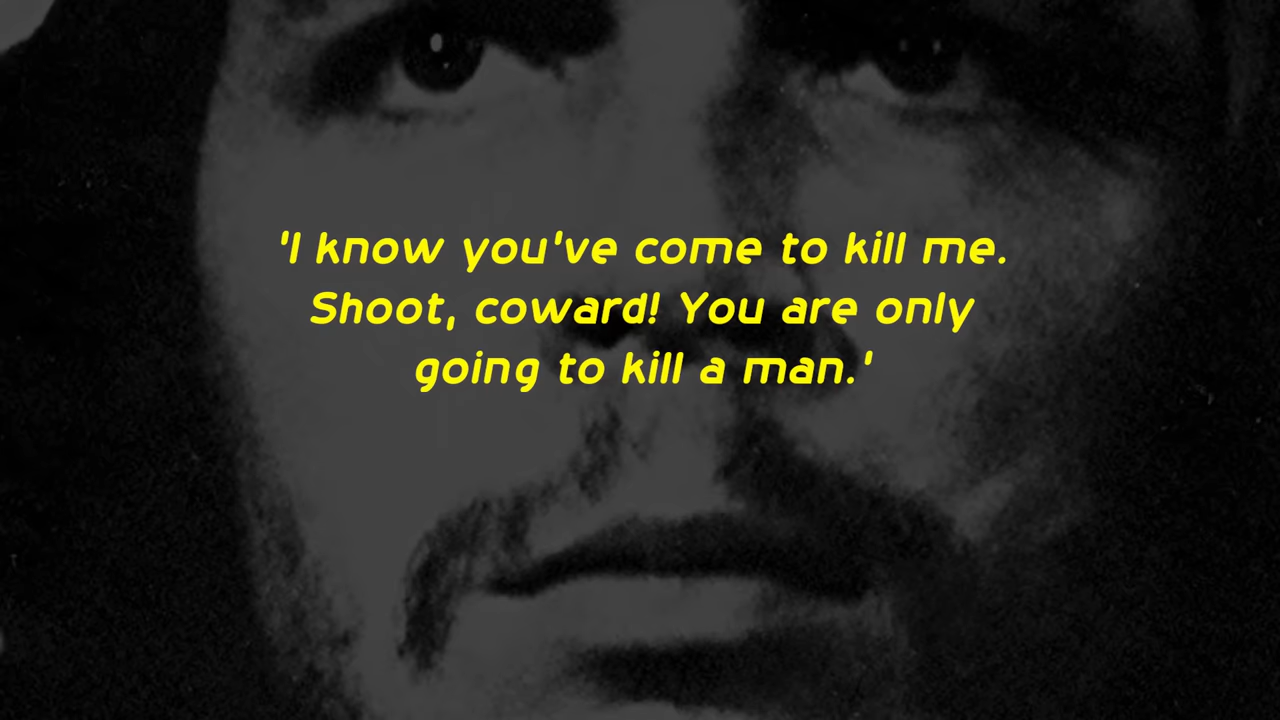 'I know you've come to kill me.
Shoot, coward! You are only
going to kill a man.'